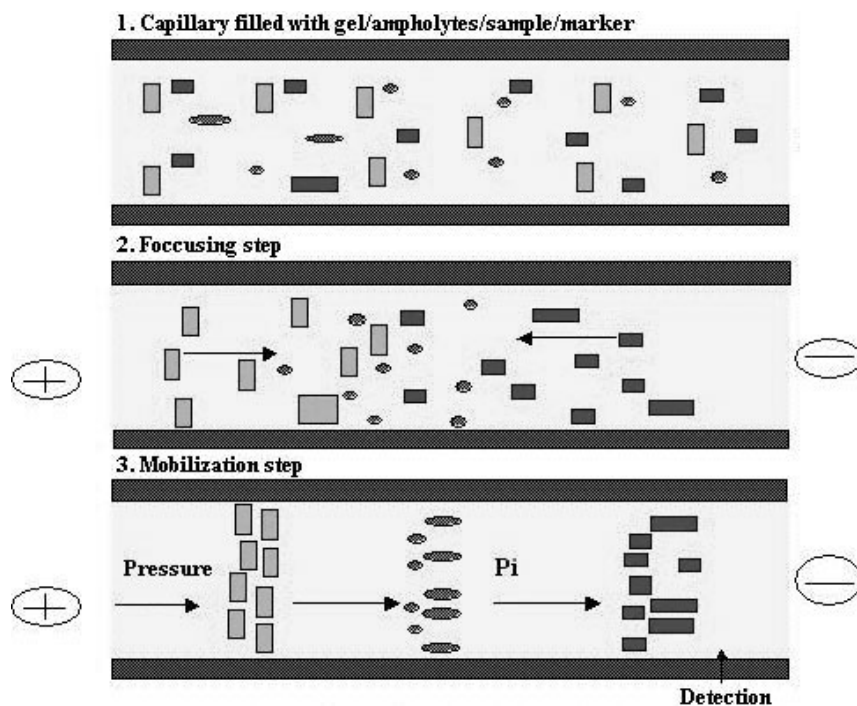 1. Capillary filled with gel/ampholytes/sample/marker
2. Foccusing step
+
−
3. Mobilization step
Pressure
Pi
+
−
Detection